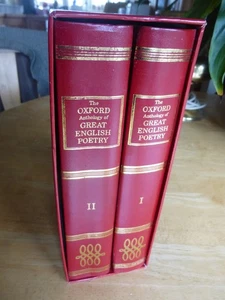 The
OXFORD
Anthology of
GREAT
ENGLISH
POETRY
II
The
OXFORD
Anthology of
GREAT
ENGLISH
POETRY
I